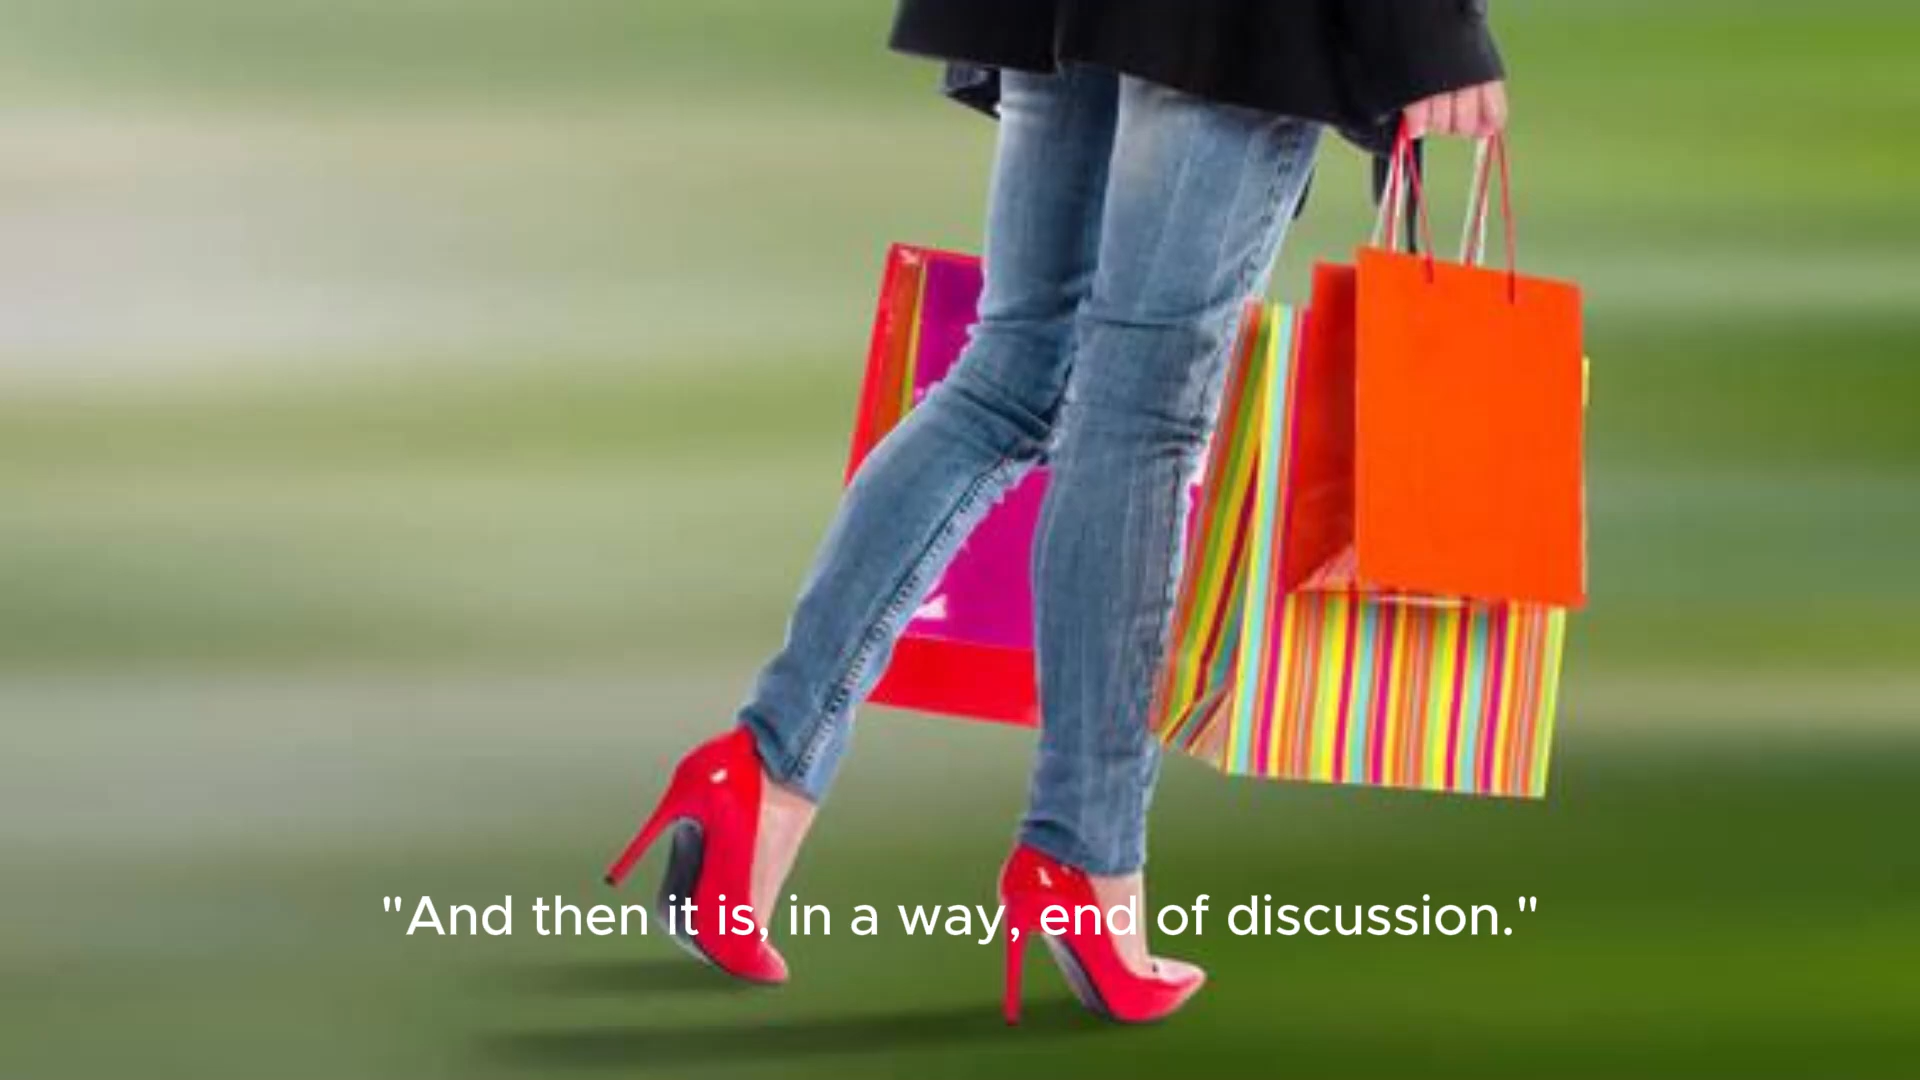 "And then it is, in a way, end of discussion."